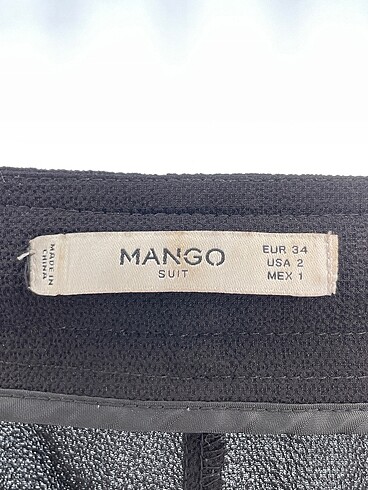 MADE IN
CHINA
MANGO
SUIT
EUR 34
USA 2
MEX 1